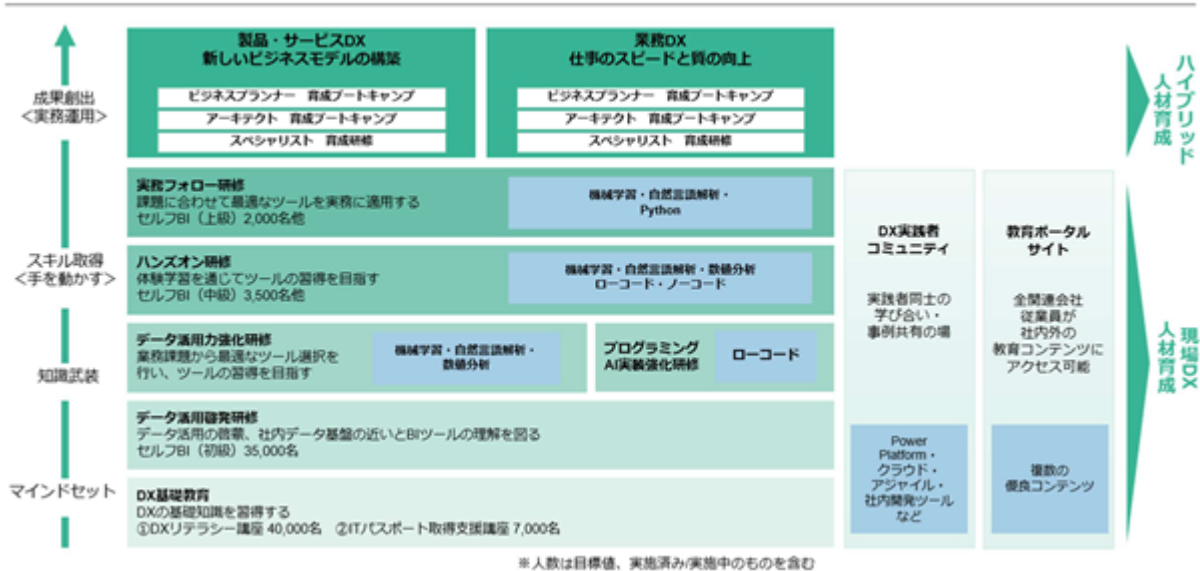 製品・サービスDX
新しいビジネスモデルの構築
ビジネスプランナー 育成ブートキャンプ
アーキテクト 育成ブートキャンプ
スペシャリスト 育成研修
業務DX
仕事のスピードと質の向上
ビジネスプランナー 育成ブートキャンプ
アーキテクト 育成ブートキャンプ
スペシャリスト 育成研修
ハイブリッド
人材育成
成果創出
<実務運用>
スキル取得
<手を動かす>
知識武装
マインドセット
実務フォロー研修
課題に合わせて最適なツールを実務に適用する
セルフBI（上級）2,000名他
機械学習・自然言語解析・
Python
ハンズオン研修
体験学習を通じてツールの習得を目指す
セルフBI（中級）3,500名他
機械学習・自然言語解析・数値分析
ローコード・ノーコード
データ活用力強化研修
業務課題から最適なツール選択を
行い、ツールの習得を目指す
機械学習・自然言語解析・
数値分析
プログラミング
AI実装強化研修
ローコード
データ活用啓発研修
データ活用の啓蒙、社内データ基盤の近いとBIツールの理解を図る
セルフBI（初級）35,000名
DX基礎教育
DXの基礎知識を習得する
①DXリテラシー講座 40,000名 ②ITパスポート取得支援講座 7,000名
DX実践者
コミュニティ
実践者同士の
学び合い・
事例共有の場
Power
Platform・
クラウド・
アジャイル・
社内開発ツール
など
教育ポータル
サイト
全関連会社
従業員が
社内外の
教育コンテンツに
アクセス可能
複数の
優良コンテンツ
現場DX
人材育成
※人数は目標値、実施済み/実施中のものを含む